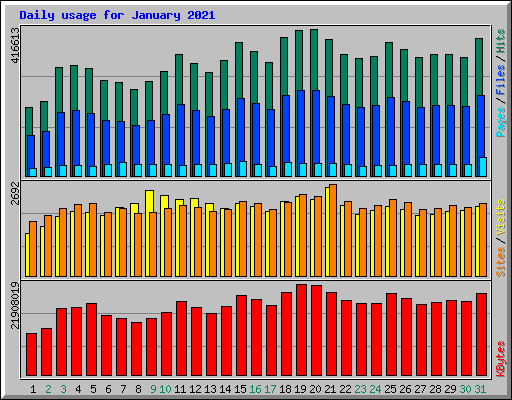 Daily usage for January 2021
416613
Pages / Files / Hits
2692
Sites / Visits
21908019
KBytes
1 2 3 4 5 6 7 8 9 10 11 12 13 14 15 16 17 18 19 20 21 22 23 24 25 26 27 28 29 30 31